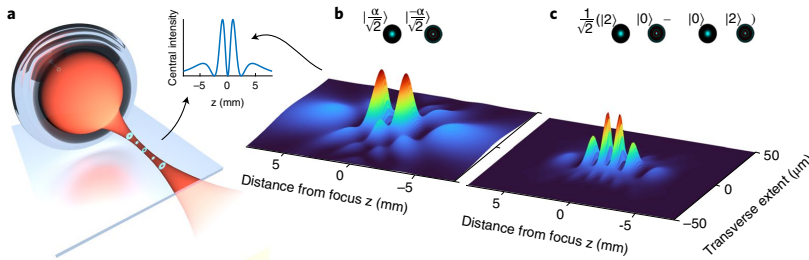 a
Central intensity
−5 0 5
z (mm)
b
|α/√2⟩ |−α/√2⟩
5 0 −5
Distance from focus z (mm)
c
1/√2(|2⟩ |0⟩ − |0⟩ |2⟩ )
5 0 −5
Distance from focus z (mm)
50
0
−50
Transverse extent (μm)